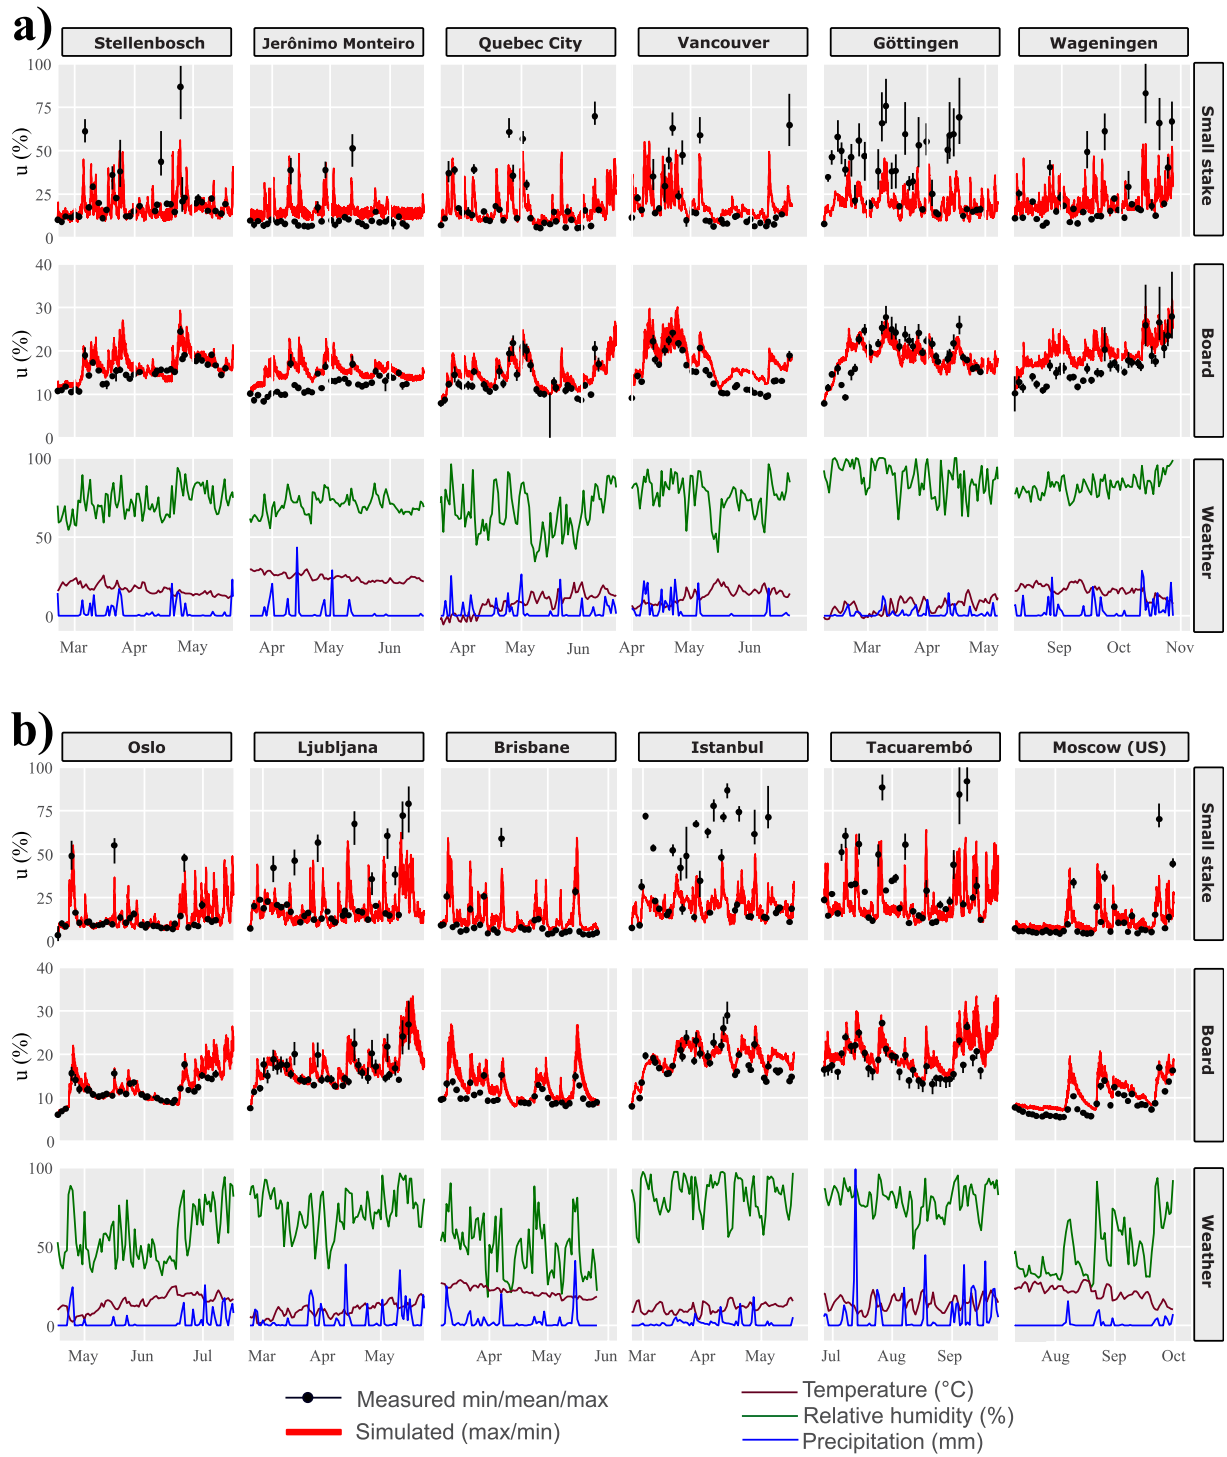 a)
Stellenbosch
Jerônimo Monteiro
Quebec City
Vancouver
Göttingen
Wageningen
100
75
50
25
0
u (%)
Small stake
40
30
20
10
0
u (%)
Board
100
50
0
Weather
Mar Apr May
Apr May Jun
Apr May Jun
Apr May Jun
Mar Apr May
Sep Oct Nov
b)
Oslo
Ljubljana
Brisbane
Istanbul
Tacuarembó
Moscow (US)
100
75
50
25
0
u (%)
Small stake
40
30
20
10
0
u (%)
Board
100
50
0
Weather
May Jun Jul
Mar Apr May
Apr May Jun
Mar Apr May
Jul Aug Sep
Aug Sep Oct
Measured min/mean/max
Simulated (max/min)
Temperature (°C)
Relative humidity (%)
Precipitation (mm)